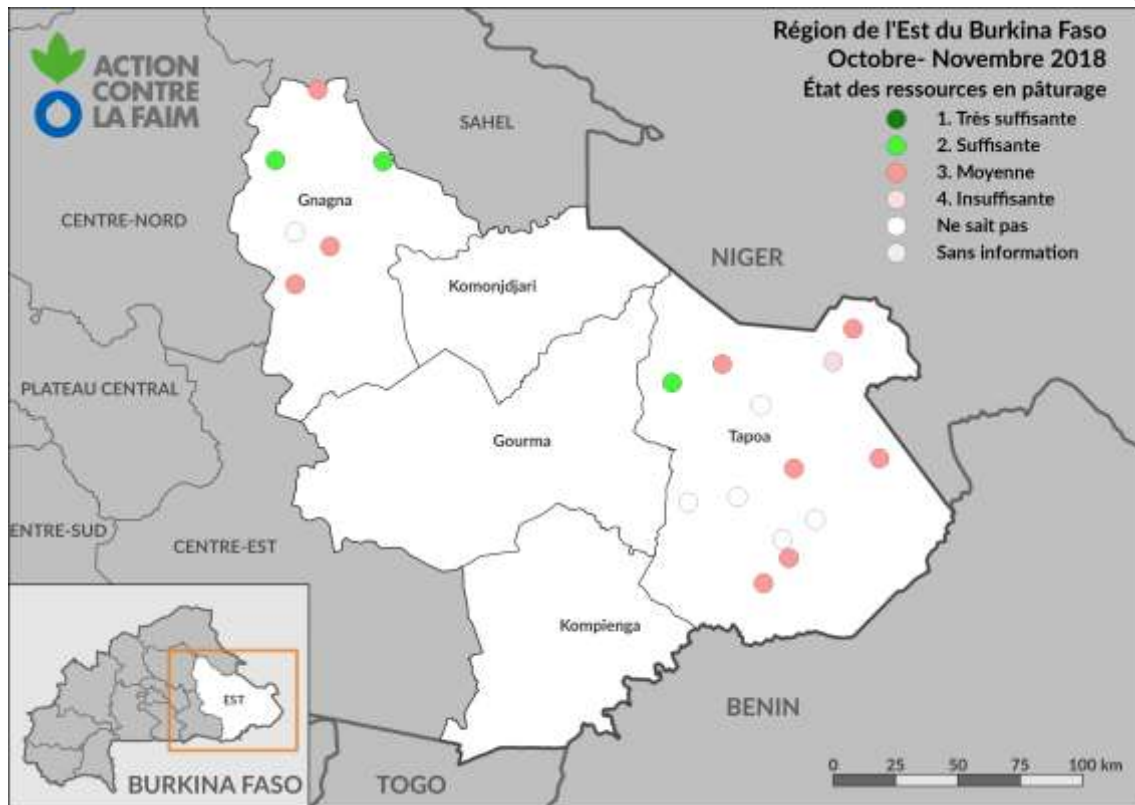 ACTION
CONTRE
LA FAIM
Région de l'Est du Burkina Faso
Octobre- Novembre 2018
État des ressources en pâturage
1. Très suffisante
2. Suffisante
3. Moyenne
4. Insuffisante
Ne sait pas
Sans information
SAHEL
CENTRE-NORD
Gnagna
NIGER
Komonjdjari
PLATEAU CENTRAL
Gourma
Tapoa
ENTRE-SUD
CENTRE-EST
Kompienga
EST
BENIN
BURKINA FASO
TOGO
0 25 50 75 100 km